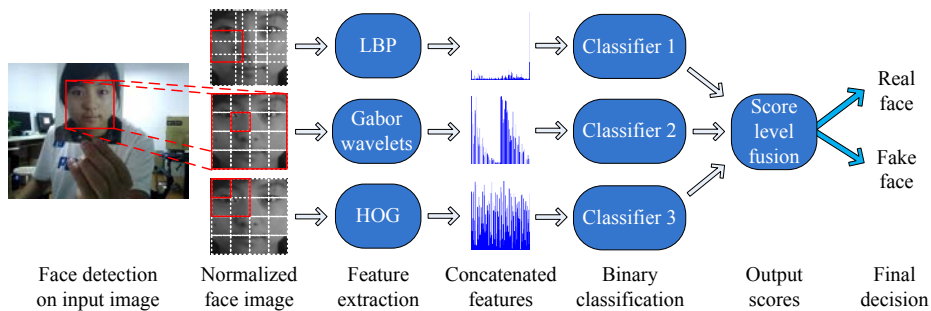 LBP
Classifier 1
Gabor
wavelets
Classifier 2
HOG
Classifier 3
Score
level
fusion
Real
face
Fake
face
Face detection
on input image
Normalized
face image
Feature
extraction
Concatenated
features
Binary
classification
Output
scores
Final
decision